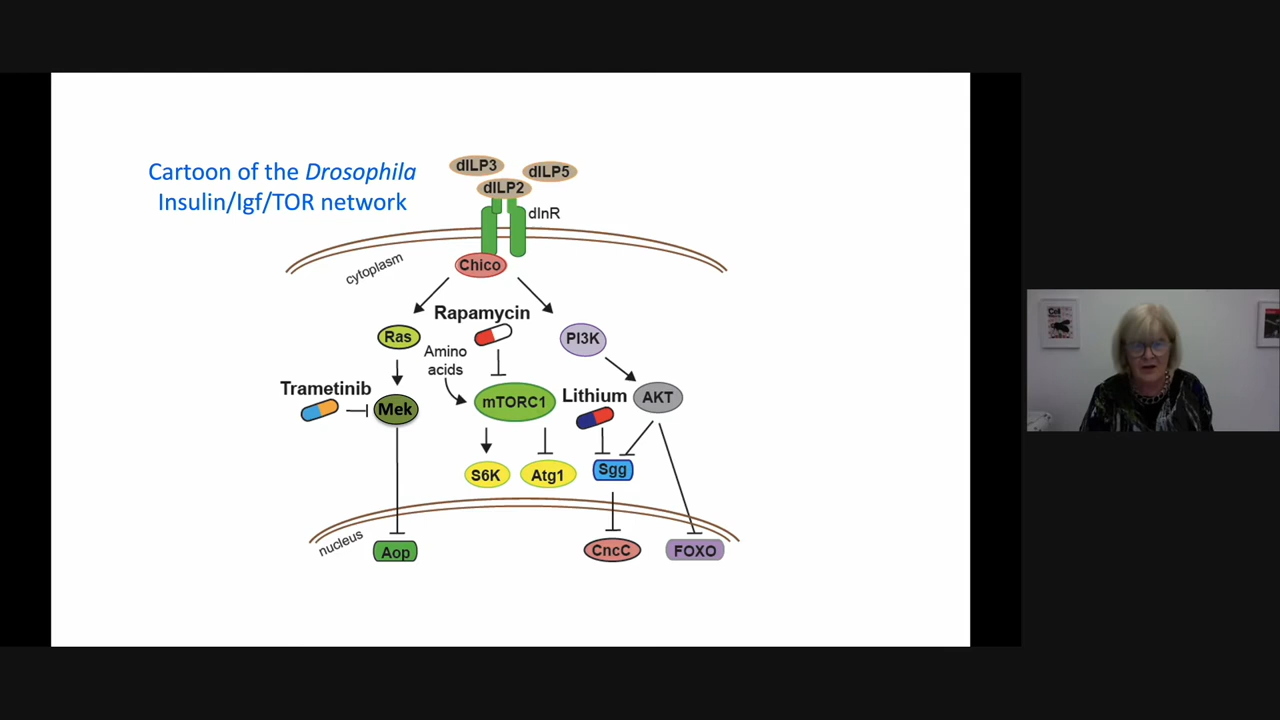 Cartoon of the Drosophila
Insulin/Igf/TOR network
dILP3
dILP5
dILP2
dInR
cytoplasm
Chico
Rapamycin
Ras
PI3K
Amino
acids
Trametinib
Mek
mTORC1
Lithium
AKT
S6K
Atg1
Sgg
nucleus
Aop
CncC
FOXO
Cell